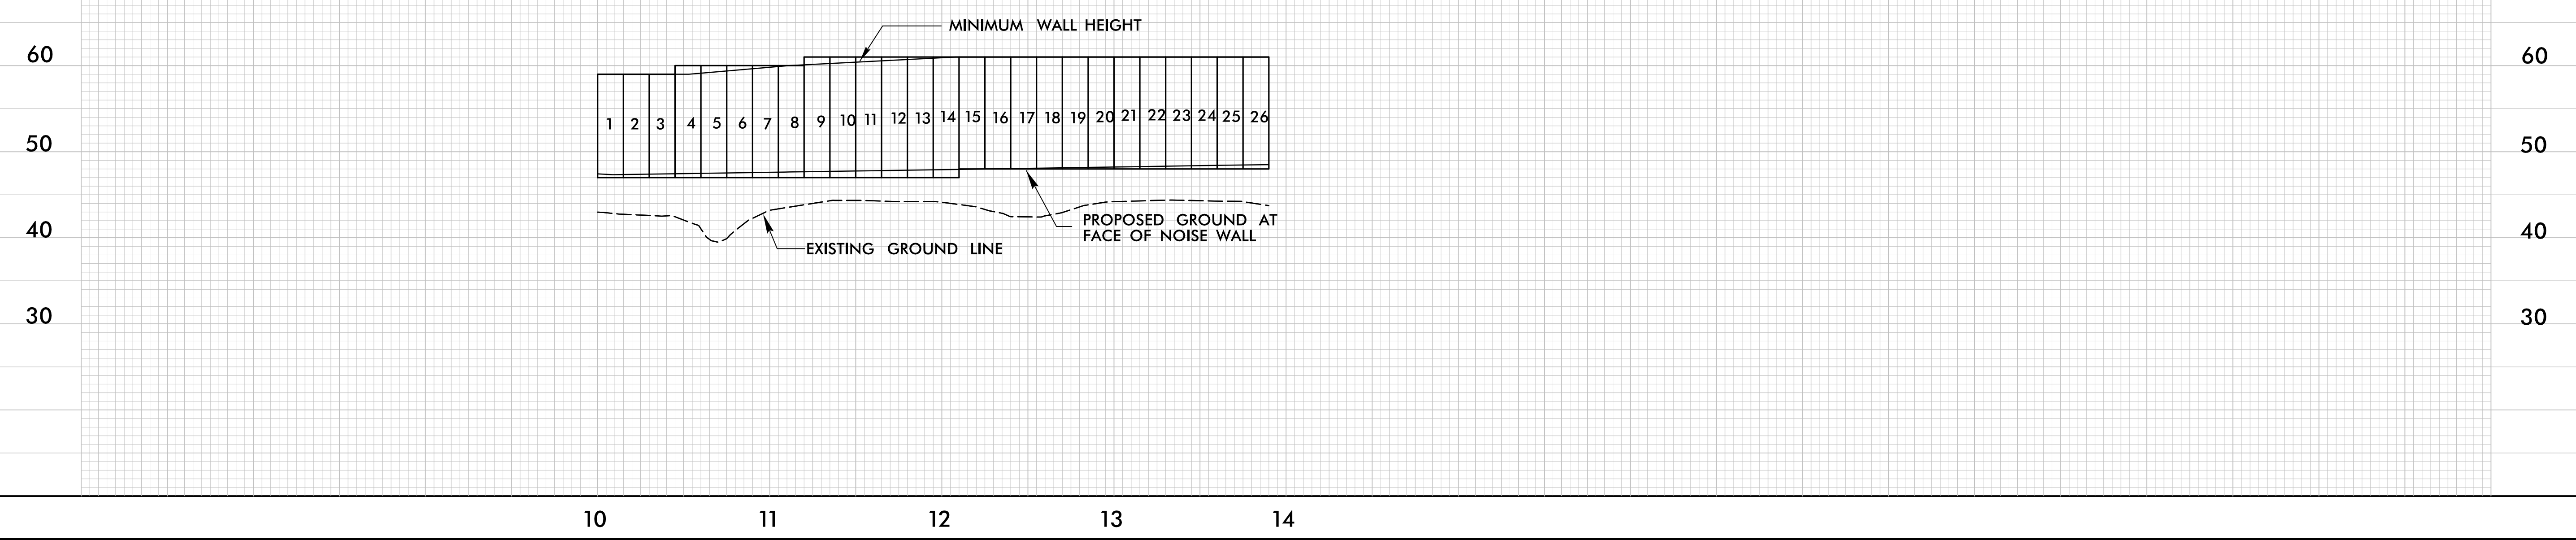 MINIMUM WALL HEIGHT
60 60
1 2 3 4 5 6 7 8 9 10 11 12 13 14 15 16 17 18 19 20 21 22 23 24 25 26
50 50
PROPOSED GROUND AT
FACE OF NOISE WALL
40 40
EXISTING GROUND LINE
30 30
10 11 12 13 14